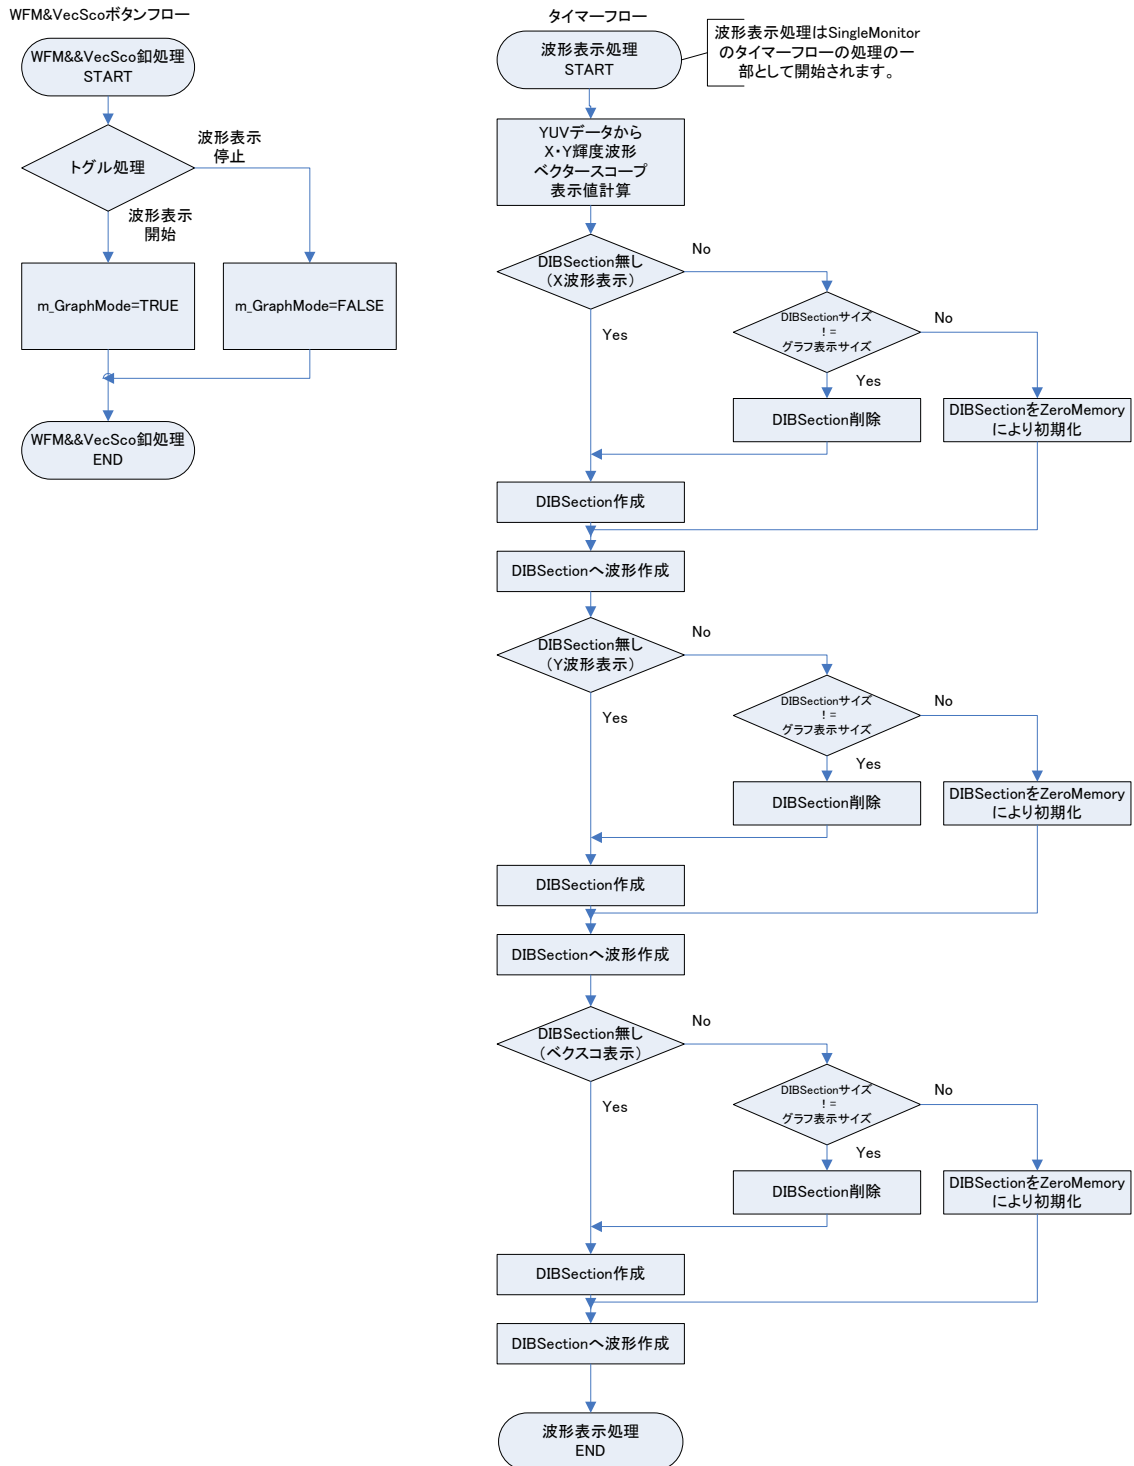 WFM&VecScoボタンフロー
WFM&&VecSco釦処理
START
トグル処理
波形表示
停止
波形表示
開始
m_GraphMode=TRUE
m_GraphMode=FALSE
WFM&&VecSco釦処理
END
タイマーフロー
波形表示処理
START
波形表示処理はSingleMonitor
のタイマーフローの処理の一
部として開始されます。
YUVデータから
X・Y輝度波形
ベクタースコープ
表示値計算
DIBSection無し
(X波形表示)
No
Yes
DIBSectionサイズ
!=
グラフ表示サイズ
No
Yes
DIBSection削除
DIBSectionをZeroMemory
により初期化
DIBSection作成
DIBSectionへ波形作成
DIBSection無し
(Y波形表示)
No
Yes
DIBSectionサイズ
!=
グラフ表示サイズ
No
Yes
DIBSection削除
DIBSectionをZeroMemory
により初期化
DIBSection作成
DIBSectionへ波形作成
DIBSection無し
(ベクスコ表示)
No
Yes
DIBSectionサイズ
!=
グラフ表示サイズ
No
Yes
DIBSection削除
DIBSectionをZeroMemory
により初期化
DIBSection作成
DIBSectionへ波形作成
波形表示処理
END